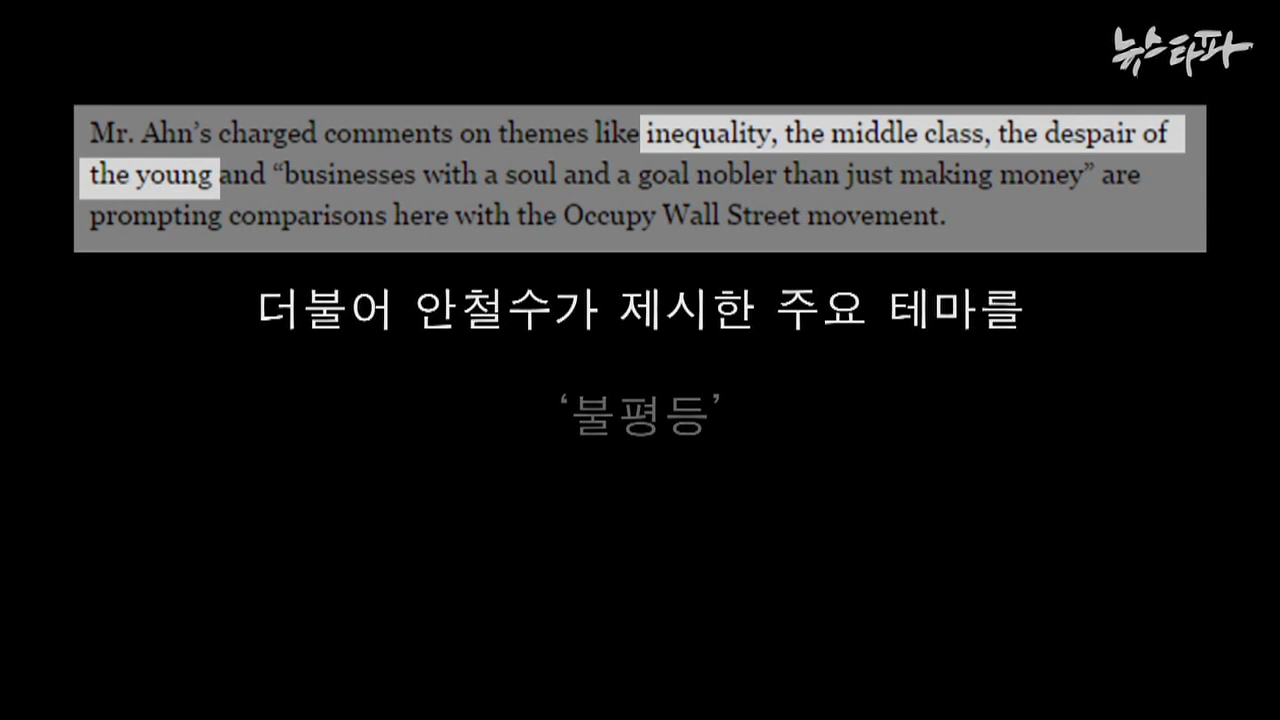 뉴스타파
Mr. Ahn’s charged comments on themes like inequality, the middle class, the despair of
the young and “businesses with a soul and a goal nobler than just making money” are
prompting comparisons here with the Occupy Wall Street movement.
더불어 안철수가 제시한 주요 테마를
‘불평등’